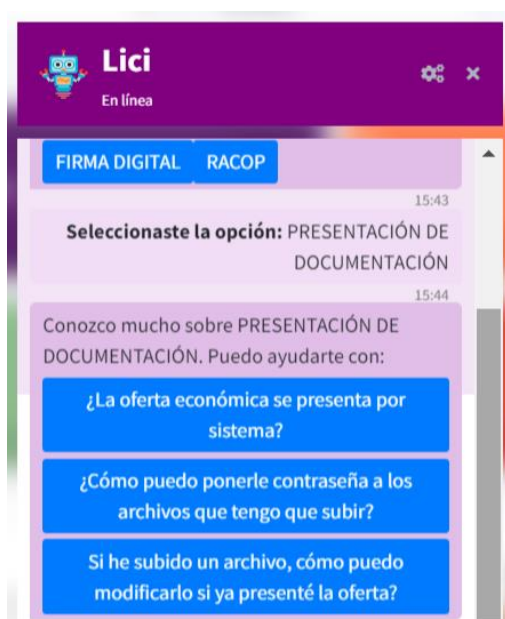 Lici
En línea
FIRMA DIGITAL RACOP
15:43
Seleccionaste la opción: PRESENTACIÓN DE
DOCUMENTACIÓN
15:44
Conozco mucho sobre PRESENTACIÓN DE
DOCUMENTACIÓN. Puedo ayudarte con:
¿La oferta económica se presenta por
sistema?
¿Cómo puedo ponerle contraseña a los
archivos que tengo que subir?
Si he subido un archivo, cómo puedo
modificarlo si ya presenté la oferta?